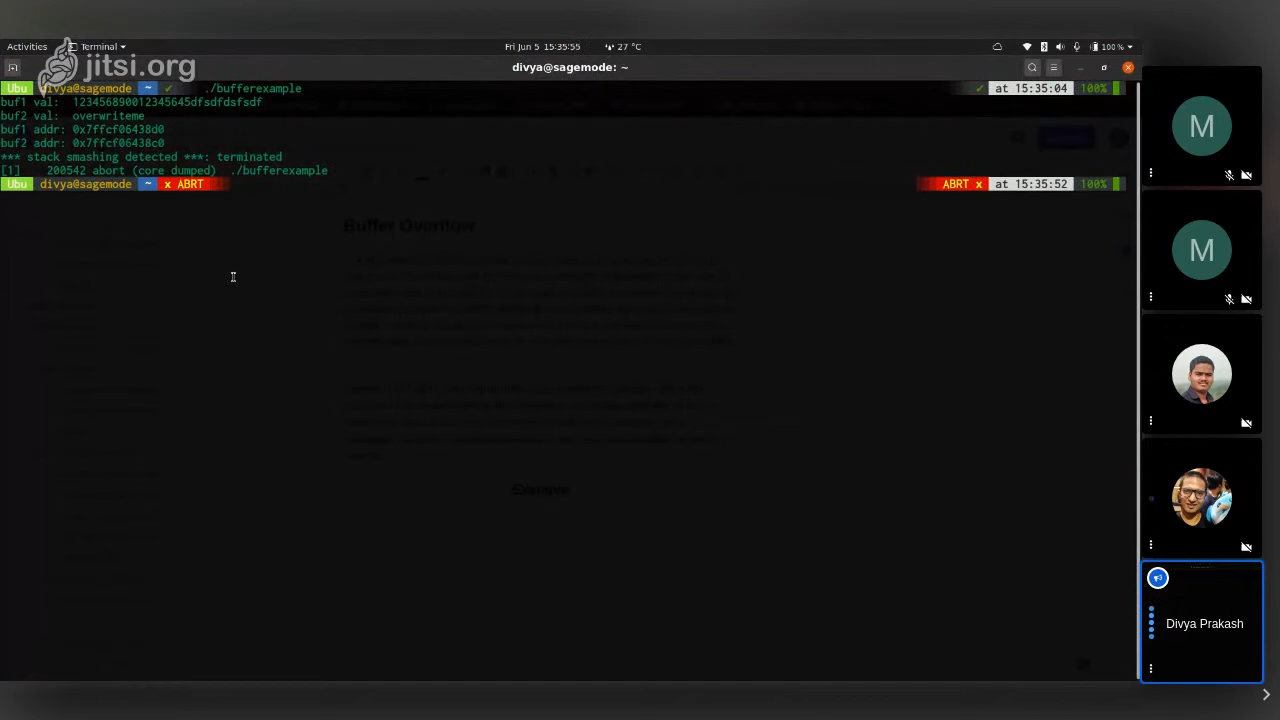 Activities Terminal Fri Jun 5 15:35:55 27 °C 100%
jitsi.org
divya@sagemode: ~
Ubu divya@sagemode ~ ✓ ./bufferexample ✓ at 15:35:04 100%
buf1 val: 123456890012345645dfsdfdsfsdf
buf2 val: overwriteme
buf1 addr: 0x7ffcf06438d0
buf2 addr: 0x7ffcf06438c0
*** stack smashing detected ***: terminated
[1] 200542 abort (core dumped) ./bufferexample
Ubu divya@sagemode ~ x ABRT ABRT x at 15:35:52 100%
Buffer Overflow
Example
M
M
Divya Prakash